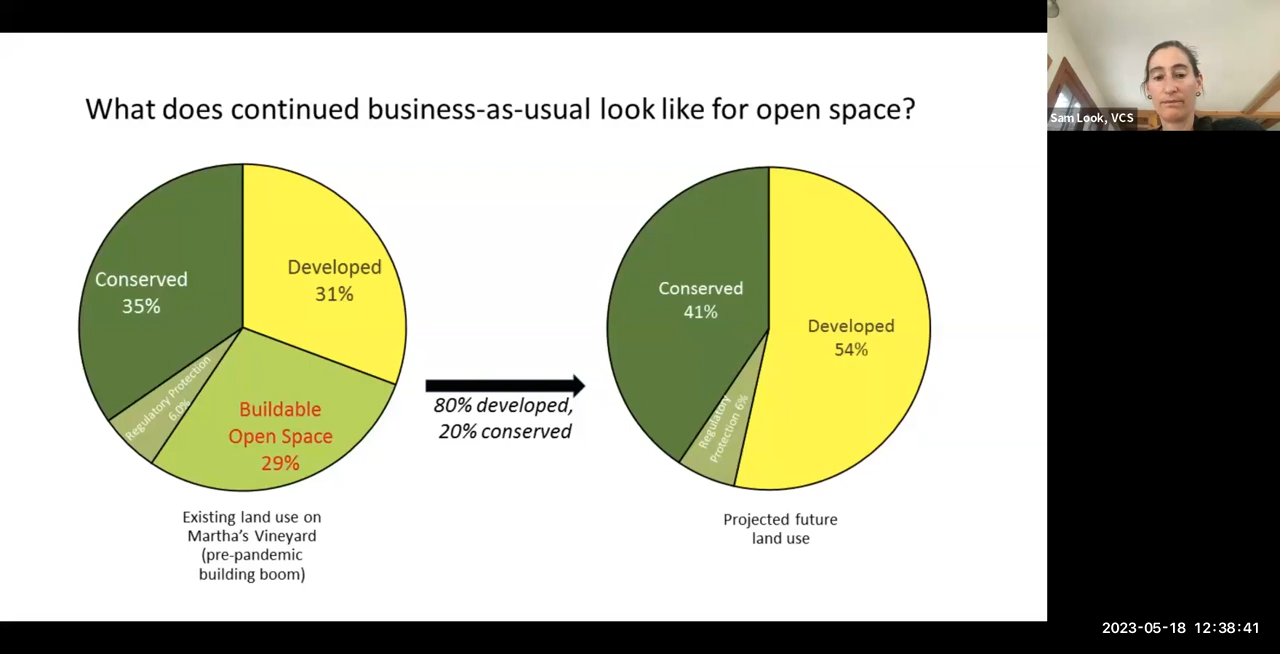 What does continued business-as-usual look like for open space?
Sam Look, VCS
Conserved
35%
Developed
31%
Regulatory Protection
6.0%
Buildable
Open Space
29%
80% developed,
20% conserved
Conserved
41%
Developed
54%
Regulatory
Protection 6%
Existing land use on
Martha's Vineyard
(pre-pandemic
building boom)
Projected future
land use
2023-05-18 12:38:41